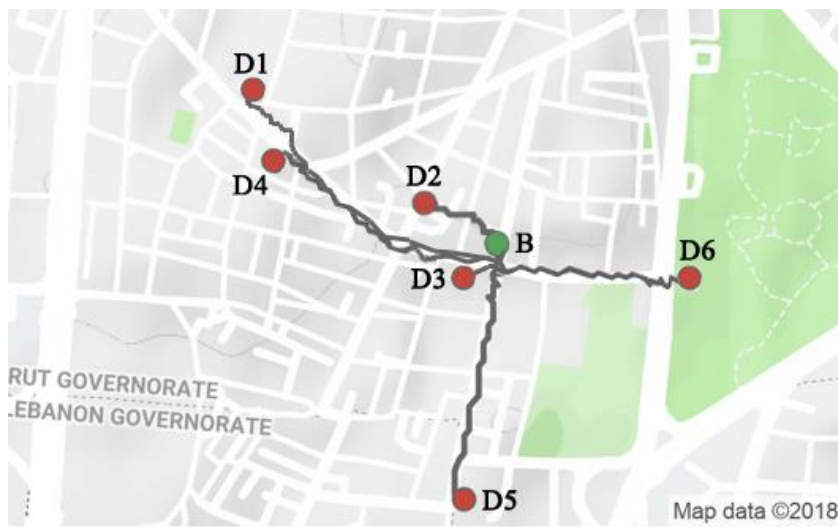 D1
D4
D2
B
D3
D6
RUT GOVERNORATE
LEBANON GOVERNORATE
D5
Map data ©2018